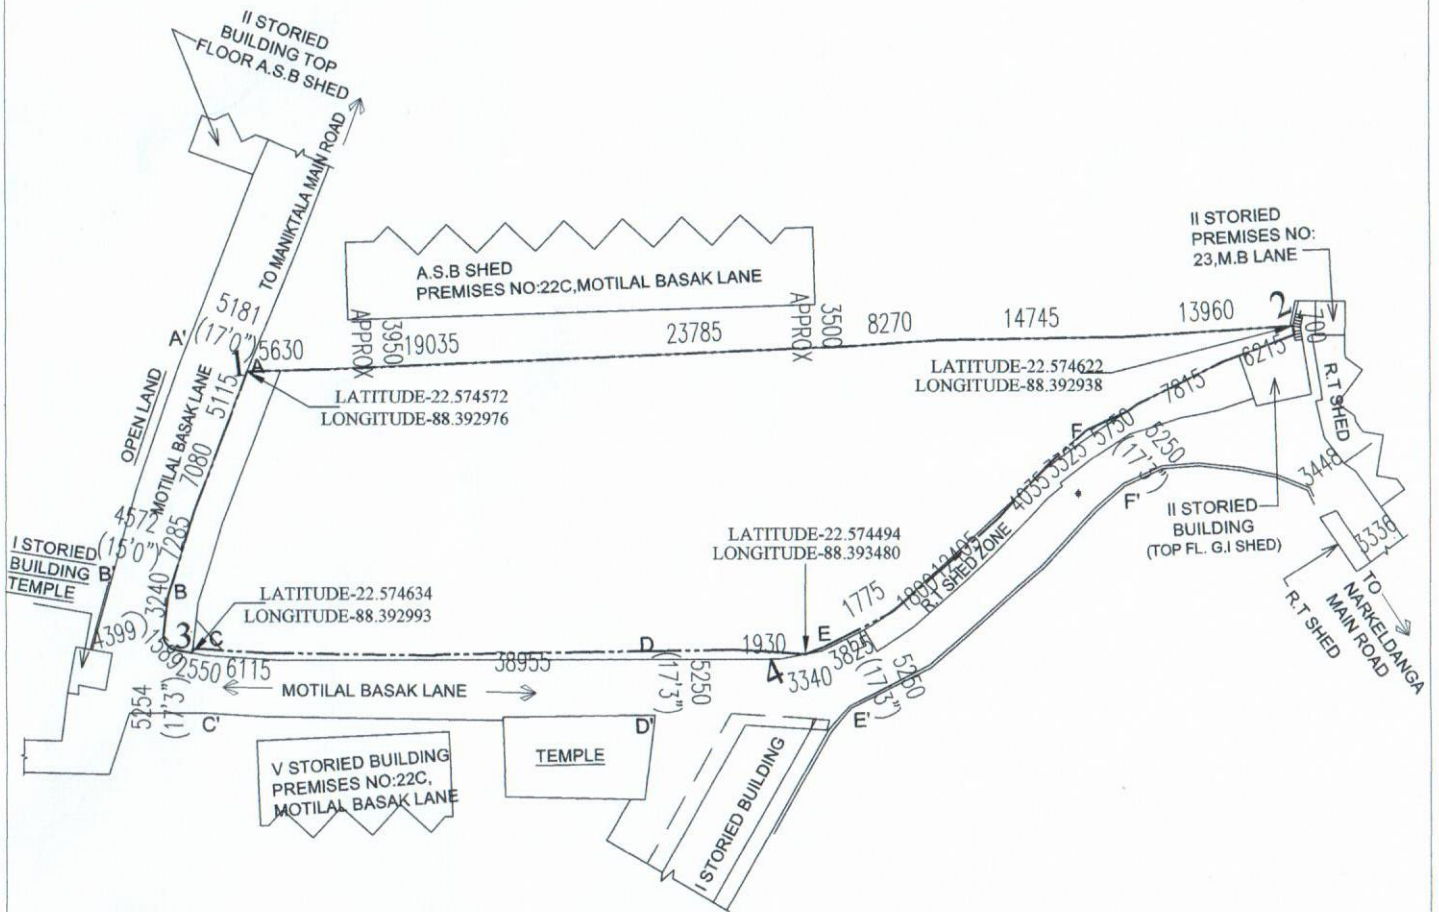 II STORIED
BUILDING TOP
FLOOR A.S.B SHED
TO MANIKTALA MAIN ROAD
A.S.B SHED
PREMISES NO:22C,MOTILAL BASAK LANE
II STORIED
PREMISES NO:
23,M.B LANE
5181
(17'0")
A'
1
A
5630
APPROX
3950
19035
23785
APPROX
3500
8270
14745
13960
2
700
LATITUDE-22.574572
LONGITUDE-88.392976
LATITUDE-22.574622
LONGITUDE-88.392938
6215
7815
R.T SHED
OPEN LAND
MOTILAL BASAK LANE
5115
7080
7285
4572
(15'0")
B'
B
3240
I STORIED
BUILDING
TEMPLE
F
5750
3325
4035
5250
F'
3448
3336
II STORIED
BUILDING
(TOP FL. G.I SHED)
R.T SHED
TO
NARKELDANGA
MAIN ROAD
LATITUDE-22.574494
LONGITUDE-88.393480
12495
1800
R.T SHED ZONE
1775
LATITUDE-22.574634
LONGITUDE-88.392993
4399
3
C
2550
6115
38955
D
1930
E
4
3340
3825
MOTILAL BASAK LANE
5254
(17'3")
C'
(17'3")
5250
D'
(17'3")
5250
E'
V STORIED BUILDING
PREMISES NO:22C,
MOTILAL BASAK LANE
TEMPLE
I STORIED BUILDING